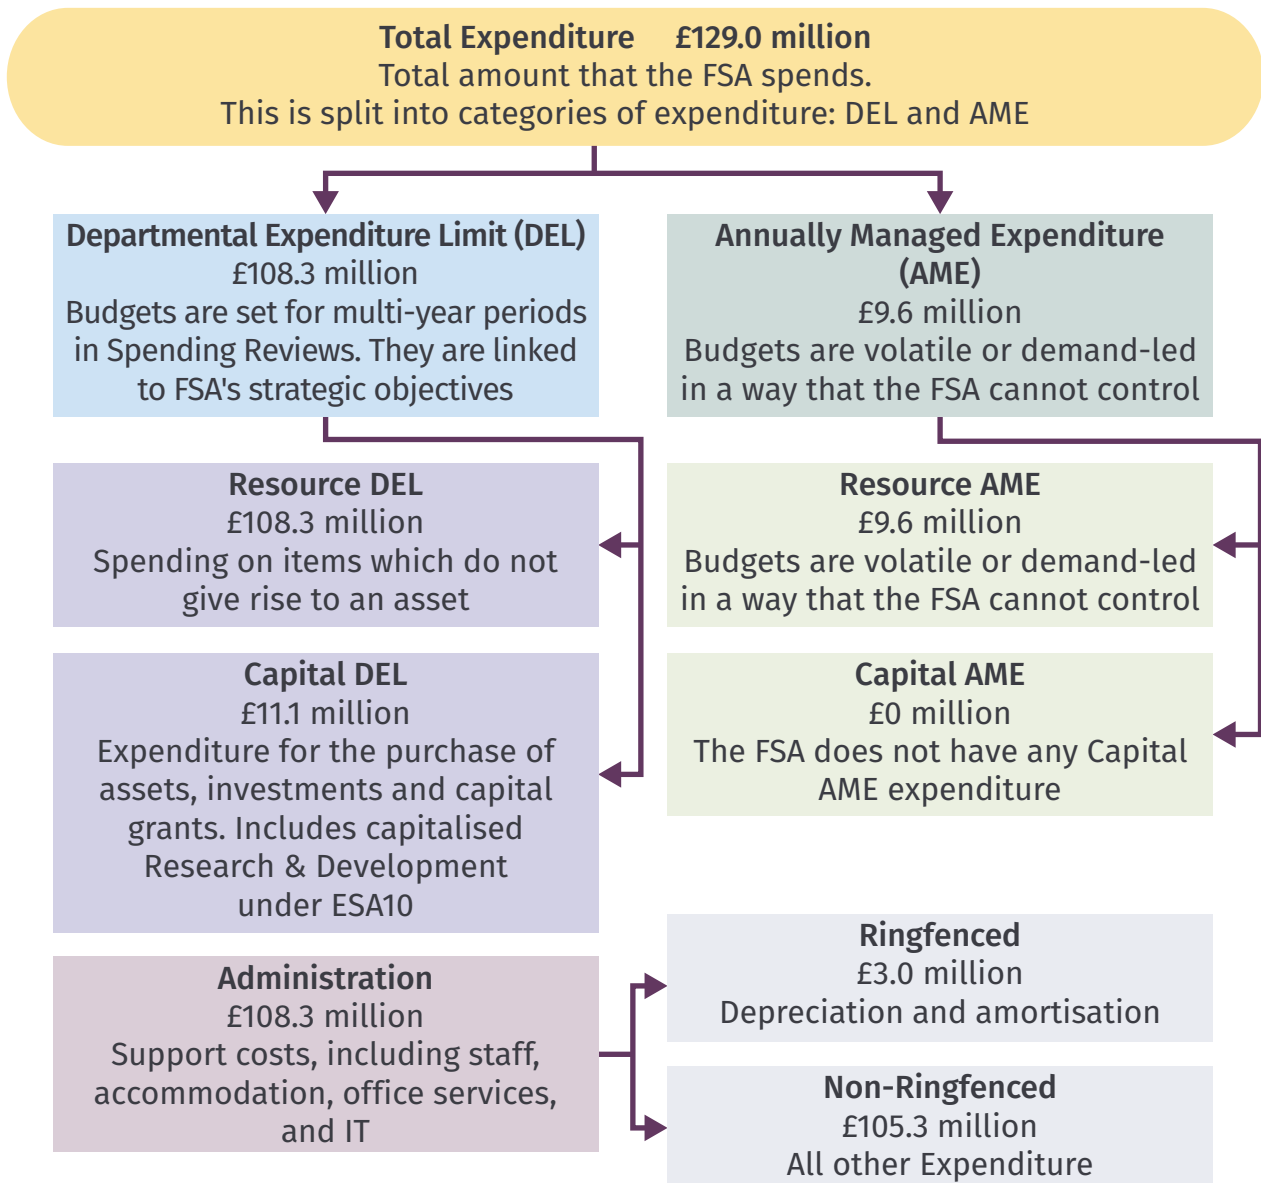 Total Expenditure £129.0 million
Total amount that the FSA spends.
This is split into categories of expenditure: DEL and AME
Departmental Expenditure Limit (DEL)
£108.3 million
Budgets are set for multi-year periods
in Spending Reviews. They are linked
to FSA's strategic objectives
Annually Managed Expenditure
(AME)
£9.6 million
Budgets are volatile or demand-led
in a way that the FSA cannot control
Resource DEL
£108.3 million
Spending on items which do not
give rise to an asset
Resource AME
£9.6 million
Budgets are volatile or demand-led
in a way that the FSA cannot control
Capital DEL
£11.1 million
Expenditure for the purchase of
assets, investments and capital
grants. Includes capitalised
Research & Development
under ESA10
Capital AME
£0 million
The FSA does not have any Capital
AME expenditure
Administration
£108.3 million
Support costs, including staff,
accommodation, office services,
and IT
Ringfenced
£3.0 million
Depreciation and amortisation
Non-Ringfenced
£105.3 million
All other Expenditure